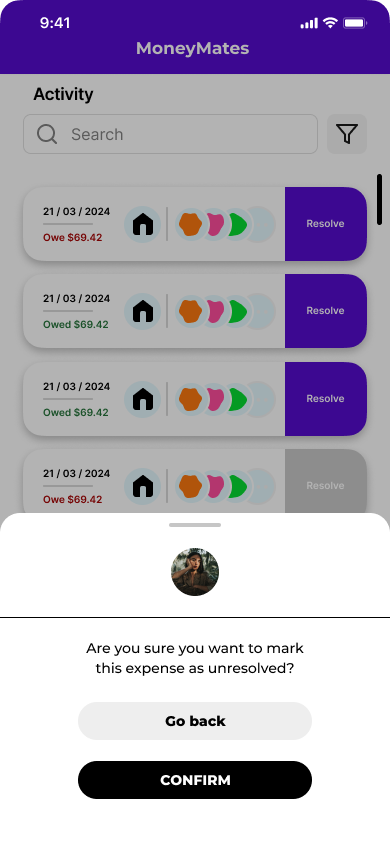 9:41
MoneyMates
Activity
Search
21 / 03 / 2024
Owe $69.42
Resolve
21 / 03 / 2024
Owed $69.42
Resolve
21 / 03 / 2024
Owed $69.42
Resolve
21 / 03 / 2024
Owe $69.42
Resolve
Are you sure you want to mark
this expense as unresolved?
Go back
CONFIRM